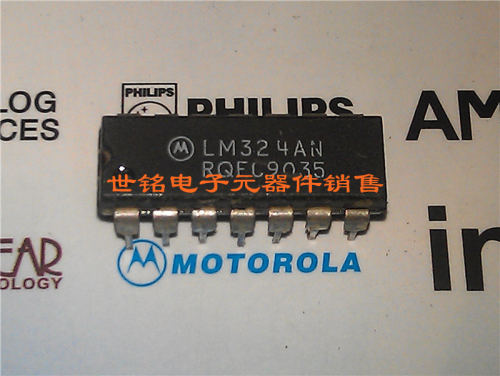 LOG
CES
PHILIPS
PHILIPS
AM
LM324AN
RQFC9035
世铭电子元器件销售
in
EAR
OLOGY
MOTOROLA